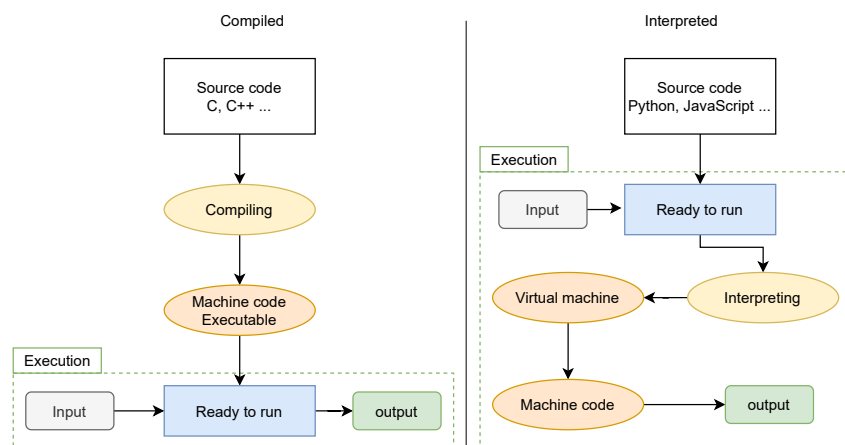 Compiled
Source code
C, C++ ...
Compiling
Machine code
Executable
Execution
Input
Ready to run
output
Interpreted
Source code
Python, JavaScript ...
Execution
Input
Ready to run
Interpreting
Virtual machine
Machine code
output